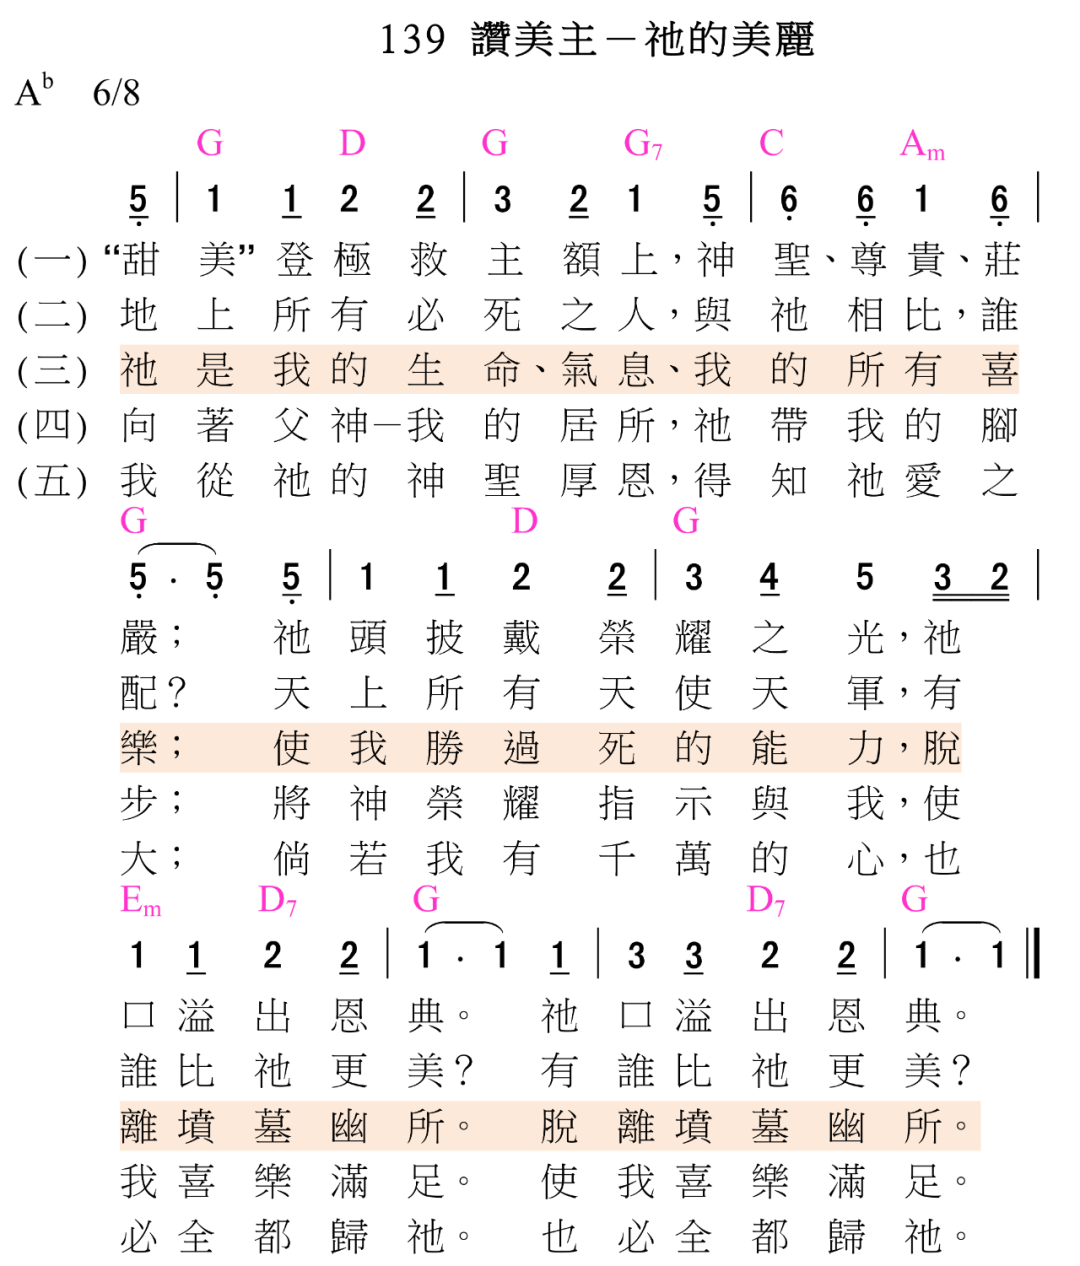 139 讚美主－祂的美麗
A♭ 6/8
G D G G7 C Am
5 | 1 1 2 2 | 3 2 1 5 | 6 6 1 6 |
(一) “甜美”登極救主額上，神聖、尊貴、莊
(二) 地上所有必死之人，與祂相比，誰
(三) 祂是我的生命、氣息、我的所有喜
(四) 向著父神－我的居所，祂帶我的腳
(五) 我從祂的神聖厚恩，得知祂愛之
G D G
5 . 5 5 | 1 1 2 2 | 3 4 5 3 2 |
嚴； 祂頭披戴榮耀之光，祂
配？ 天上所有天使天軍，有
樂； 使我勝過死的能力，脫
步； 將神榮耀指示與我，使
大； 倘若我有千萬的心，也
Em D7 G D7 G
1 1 2 2 | 1 . 1 1 | 3 3 2 2 | 1 . 1 ‖
口溢出恩典。 祂口溢出恩典。
誰比祂更美？ 有誰比祂更美？
離墳墓幽所。 脫離墳墓幽所。
我喜樂滿足。 使我喜樂滿足。
必全都歸祂。 也必全都歸祂。